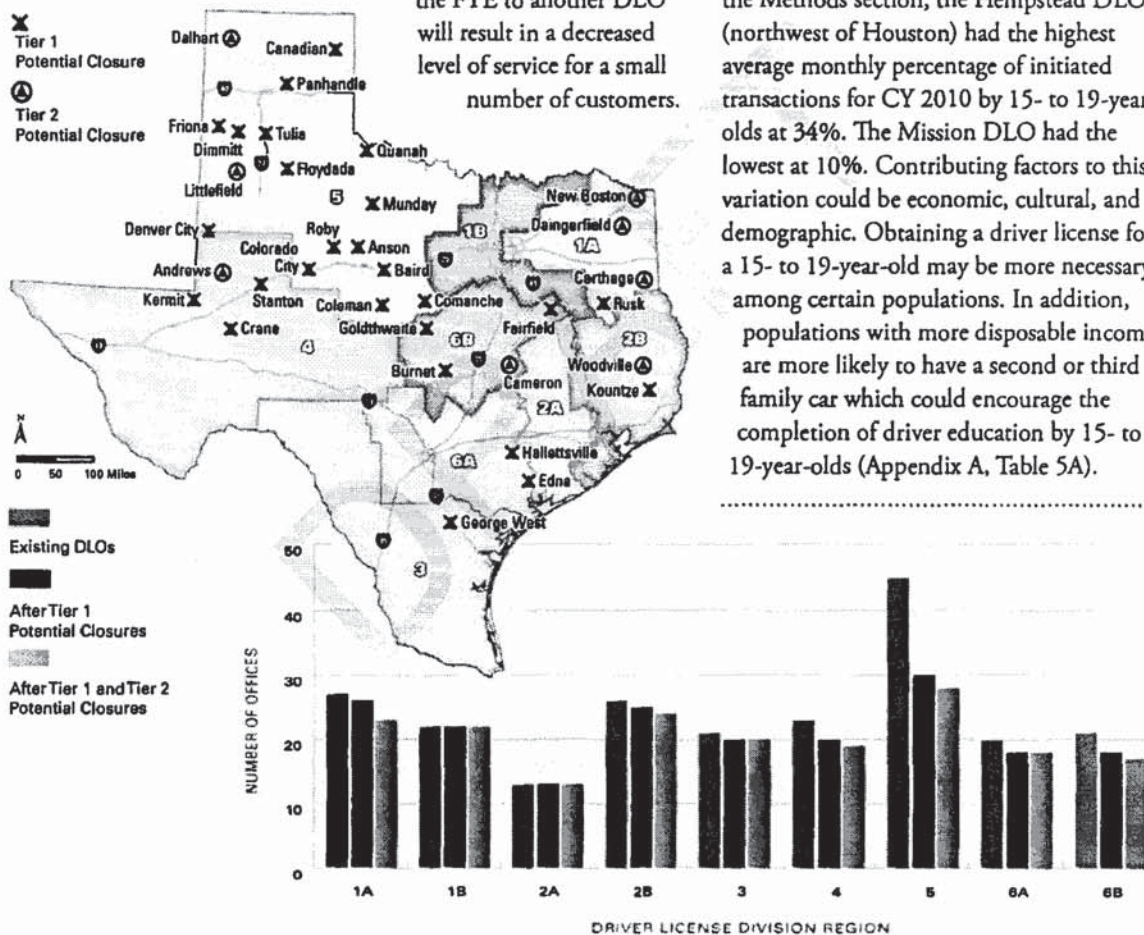 the FTE to another DLO
will result in a decreased
level of service for a small
number of customers.
the Methods section, the Hempstead DLO
(northwest of Houston) had the highest
average monthly percentage of initiated
transactions for CY 2010 by 15- to 19-year
olds at 34%. The Mission DLO had the
lowest at 10%. Contributing factors to this
variation could be economic, cultural, and
demographic. Obtaining a driver license fo
a 15- to 19-year-old may be more necessary
among certain populations. In addition,
populations with more disposable incom
are more likely to have a second or third
family car which could encourage the
completion of driver education by 15- to
19-year-olds (Appendix A, Table 5A).
Tier 1
Potential Closure
Tier 2
Potential Closure
Dalhart
Canadian
Panhandle
Friona
Tulia
Dimmitt
Quanah
Floydada
Littlefield
5
Munday
New Boston
Daingerfield
1B
1A
Denver City
Roby
Colorado
Anson
City
Baird
Andrews
Carthage
Kermit
Stanton
Coleman
Comanche
Rusk
Crane
Goldthwaite
Fairfield
4
6B
2B
Burnet
Woodville
Cameron
Kountze
2A
N
0 50 100 Miles
6A
Hallettsville
Edna
George West
3
Existing DLOs
After Tier 1
Potential Closures
After Tier 1 and Tier 2
Potential Closures
NUMBER OF OFFICES
50
40
30
20
10
0
1A 1B 2A 2B 3 4 5 6A 6B
DRIVER LICENSE DIVISION REGION